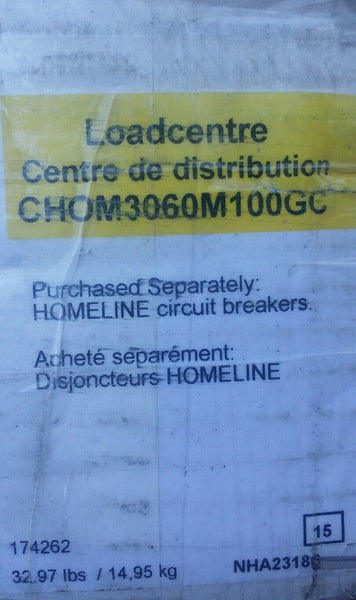 Loadcentre
Centre de distribution
CHOM3060M100GC
Purchased Separately:
HOMELINE circuit breakers.
Acheté séparément:
Disjoncteurs HOMELINE
15
174262
32.97 lbs / 14,95 kg